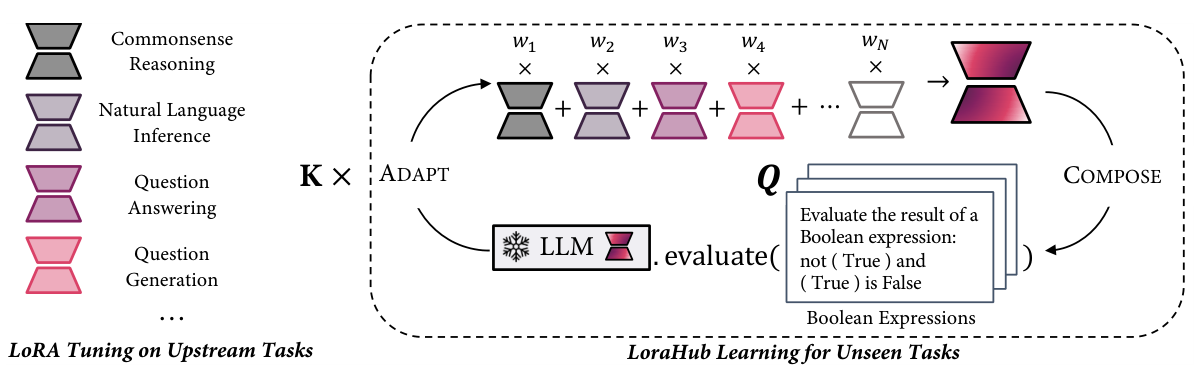 Commonsense
Reasoning
Natural Language
Inference
Question
Answering
Question
Generation
...
LoRA Tuning on Upstream Tasks
K ×
ADAPT
w1 w2 w3 w4 wN
× × × × ×
+ + + + ... →
COMPOSE
Q
Evaluate the result of a
Boolean expression:
not ( True ) and
( True ) is False
LLM .evaluate( )
Boolean Expressions
LoraHub Learning for Unseen Tasks